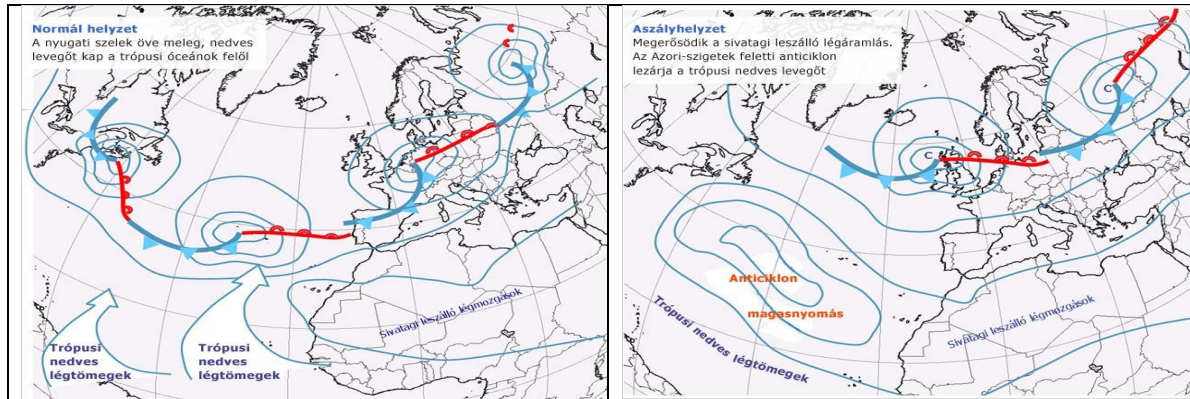 Normál helyzet
A nyugati szelek öve meleg, nedves
levegőt kap a trópusi óceánok felől
Sivatagi leszálló légmozgások
Trópusi
nedves
légtömegek
Trópusi
nedves
légtömegek
Aszályhelyzet
Megerősödik a sivatagi leszálló légáramlás.
Az Azori-szigetek feletti anticiklon
lezárja a trópusi nedves levegőt
Anticiklon
magasnyomás
Trópusi nedves légtömegek
Sivatagi leszálló légmozgások